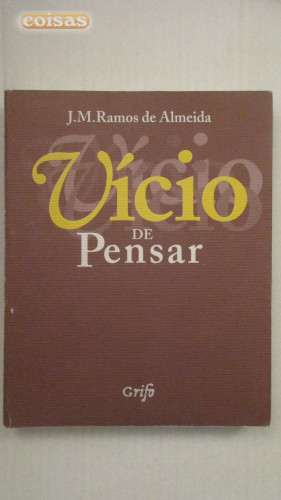 coisas
J.M.Ramos de Almeida
Vício
DE
Pensar
Grifo